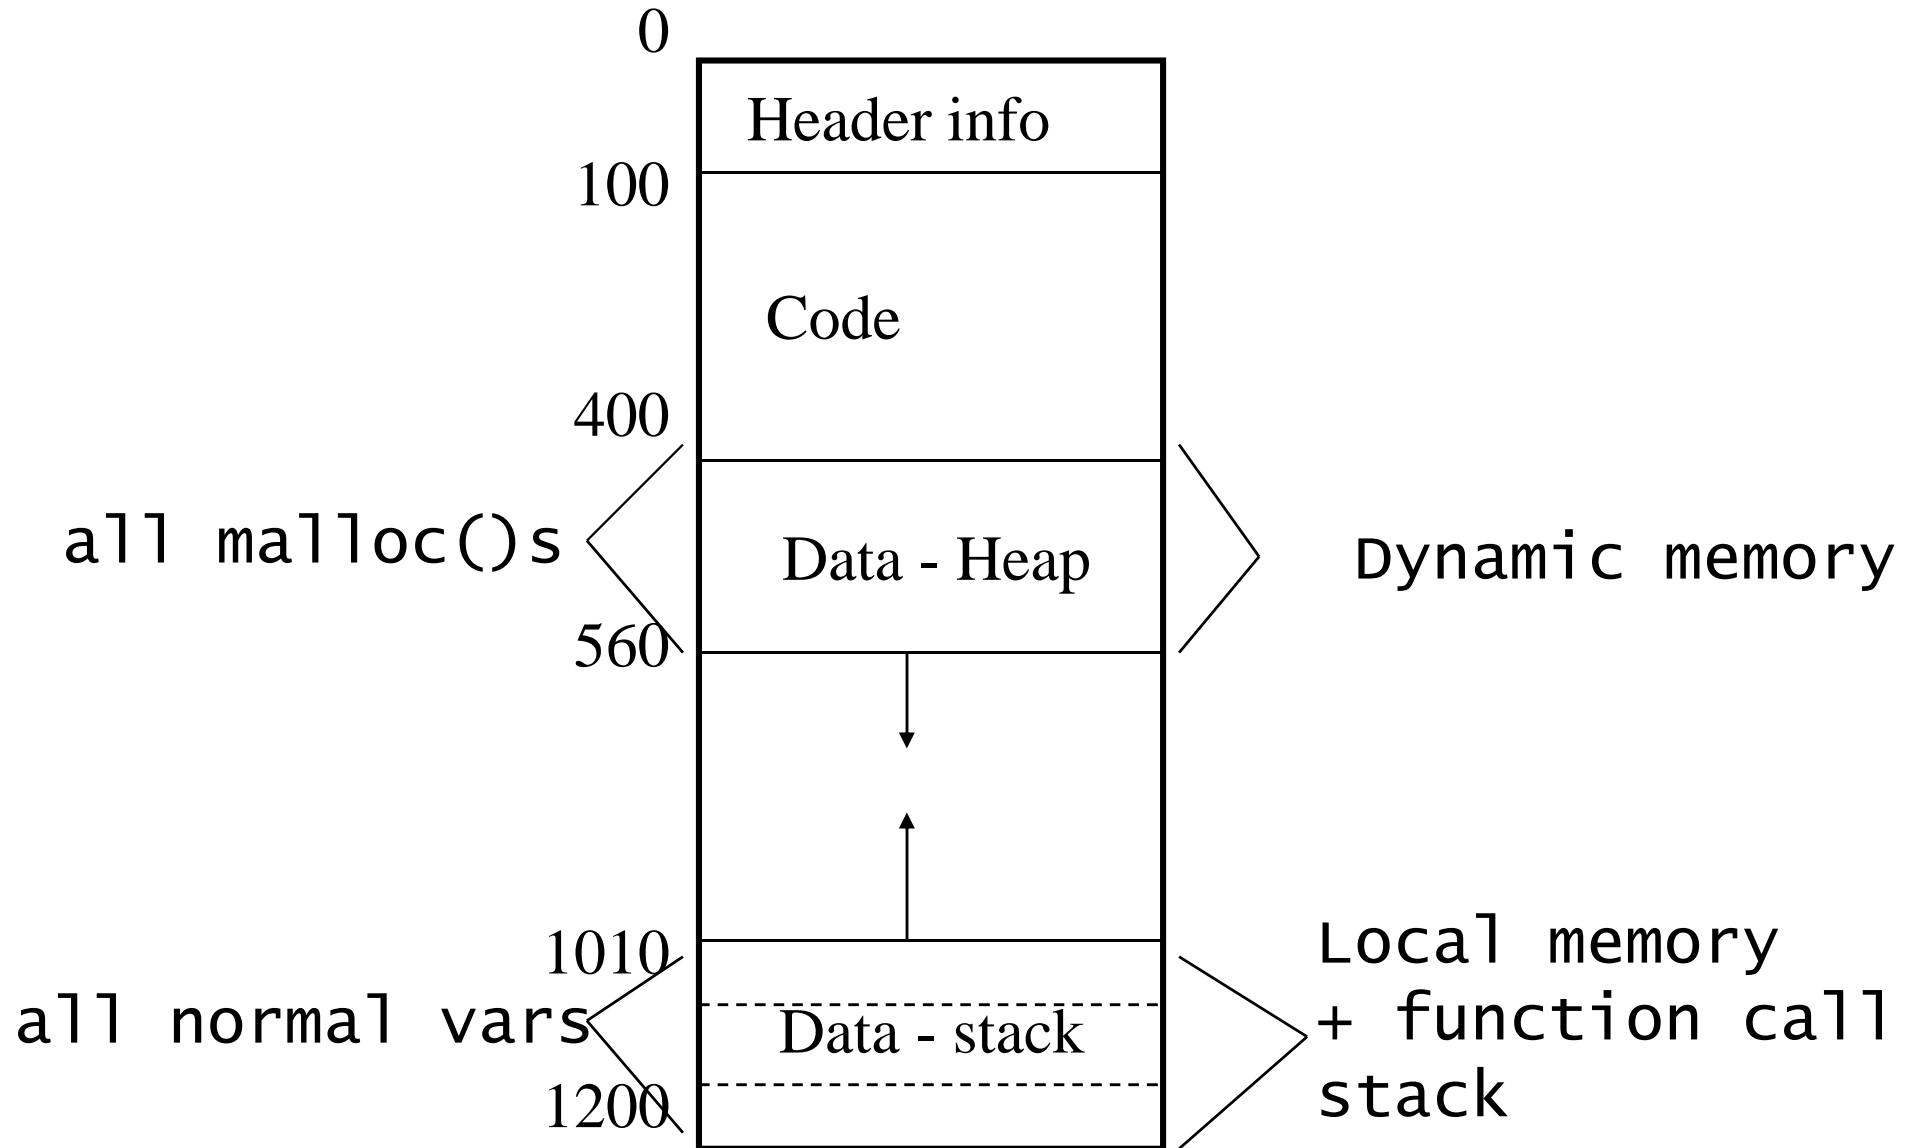 0
Header info
100
Code
400
all malloc()s
Data - Heap
Dynamic memory
560
1010
Local memory
all normal vars
Data - stack
+ function call
1200
stack